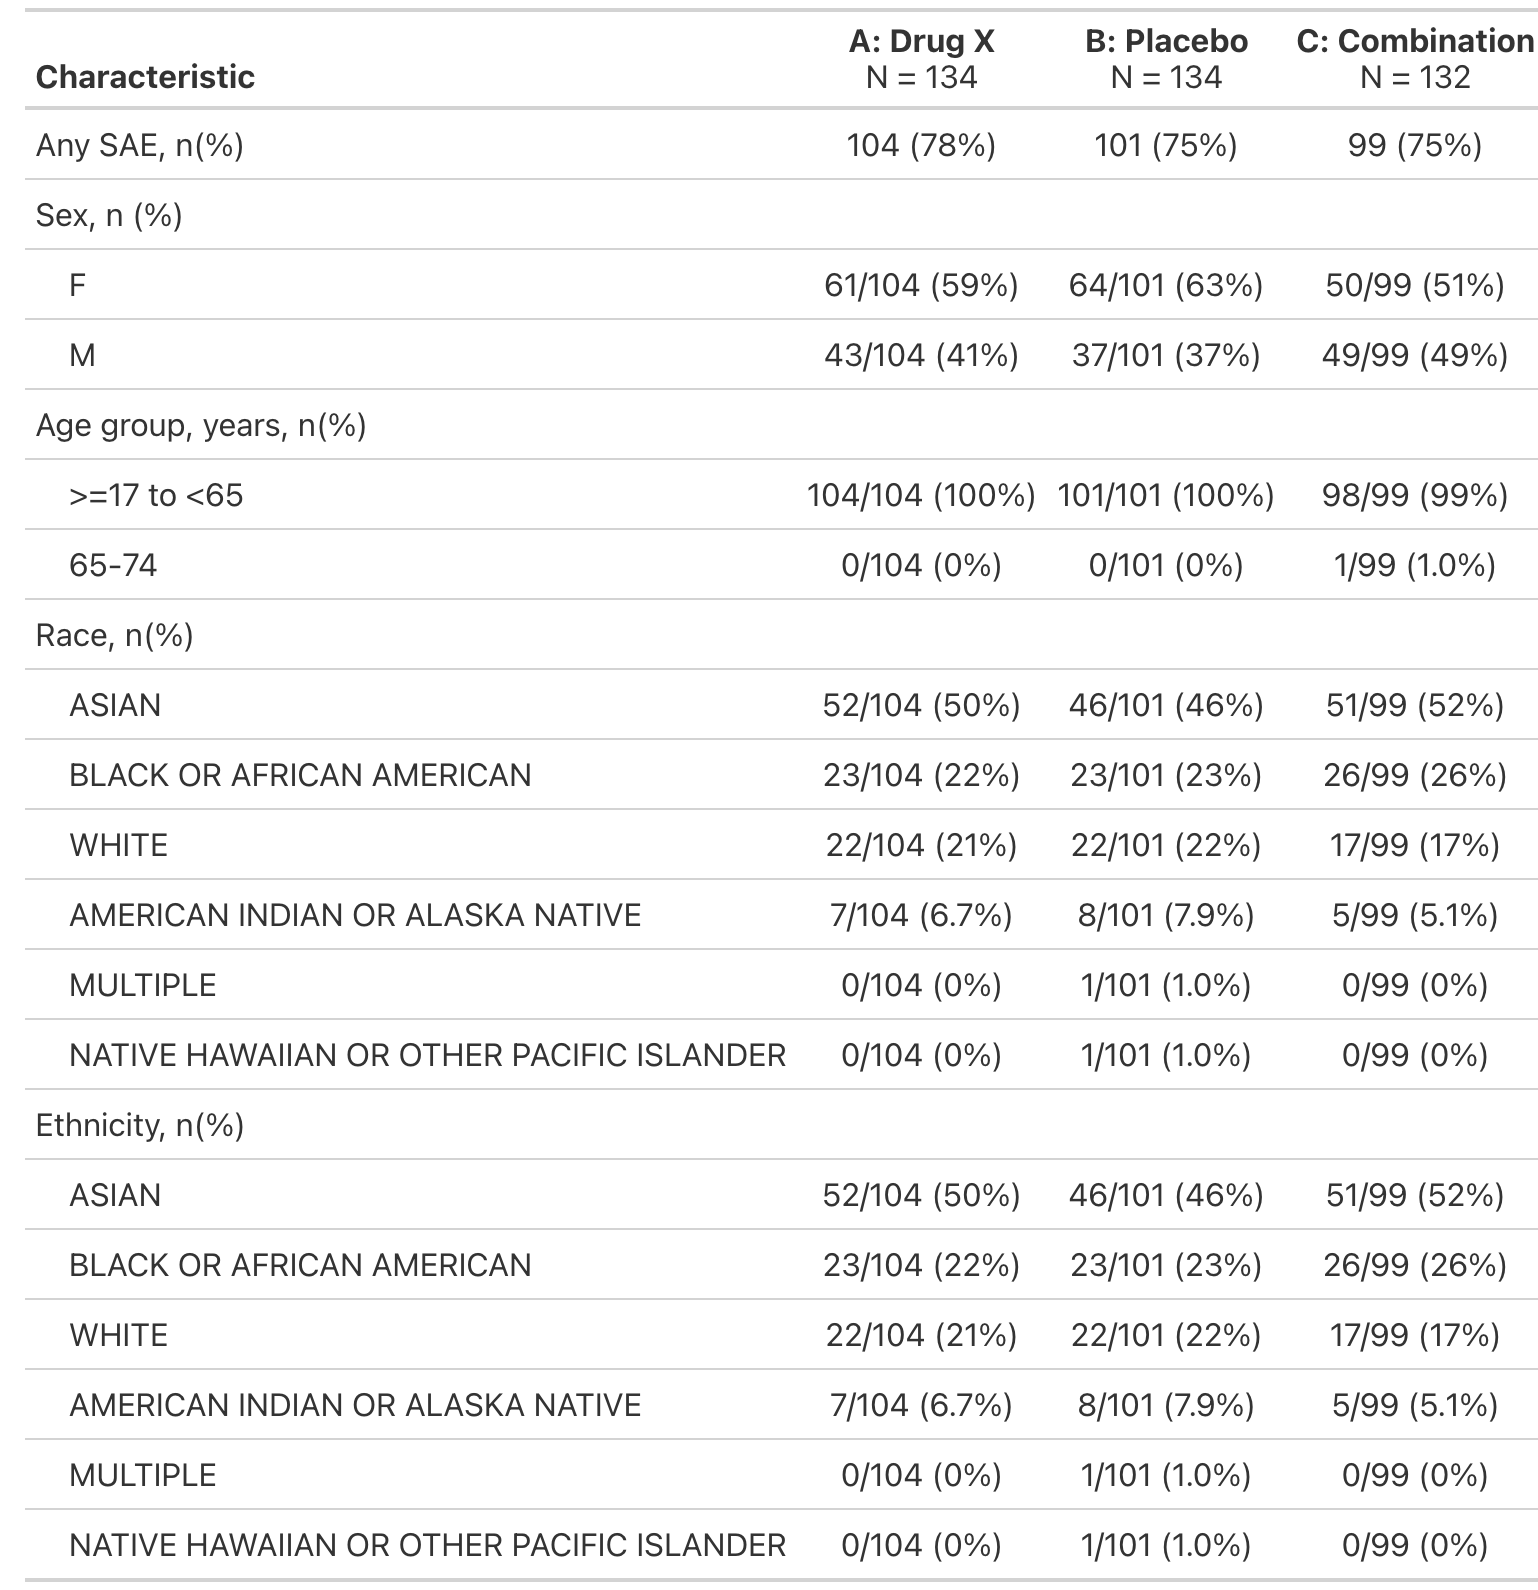 A: Drug X B: Placebo C: Combination
Characteristic N = 134 N = 134 N = 132
Any SAE, n(%) 104 (78%) 101 (75%) 99 (75%)
Sex, n (%)
F 61/104 (59%) 64/101 (63%) 50/99 (51%)
M 43/104 (41%) 37/101 (37%) 49/99 (49%)
Age group, years, n(%)
>=17 to <65 104/104 (100%) 101/101 (100%) 98/99 (99%)
65-74 0/104 (0%) 0/101 (0%) 1/99 (1.0%)
Race, n(%)
ASIAN 52/104 (50%) 46/101 (46%) 51/99 (52%)
BLACK OR AFRICAN AMERICAN 23/104 (22%) 23/101 (23%) 26/99 (26%)
WHITE 22/104 (21%) 22/101 (22%) 17/99 (17%)
AMERICAN INDIAN OR ALASKA NATIVE 7/104 (6.7%) 8/101 (7.9%) 5/99 (5.1%)
MULTIPLE 0/104 (0%) 1/101 (1.0%) 0/99 (0%)
NATIVE HAWAIIAN OR OTHER PACIFIC ISLANDER 0/104 (0%) 1/101 (1.0%) 0/99 (0%)
Ethnicity, n(%)
ASIAN 52/104 (50%) 46/101 (46%) 51/99 (52%)
BLACK OR AFRICAN AMERICAN 23/104 (22%) 23/101 (23%) 26/99 (26%)
WHITE 22/104 (21%) 22/101 (22%) 17/99 (17%)
AMERICAN INDIAN OR ALASKA NATIVE 7/104 (6.7%) 8/101 (7.9%) 5/99 (5.1%)
MULTIPLE 0/104 (0%) 1/101 (1.0%) 0/99 (0%)
NATIVE HAWAIIAN OR OTHER PACIFIC ISLANDER 0/104 (0%) 1/101 (1.0%) 0/99 (0%)